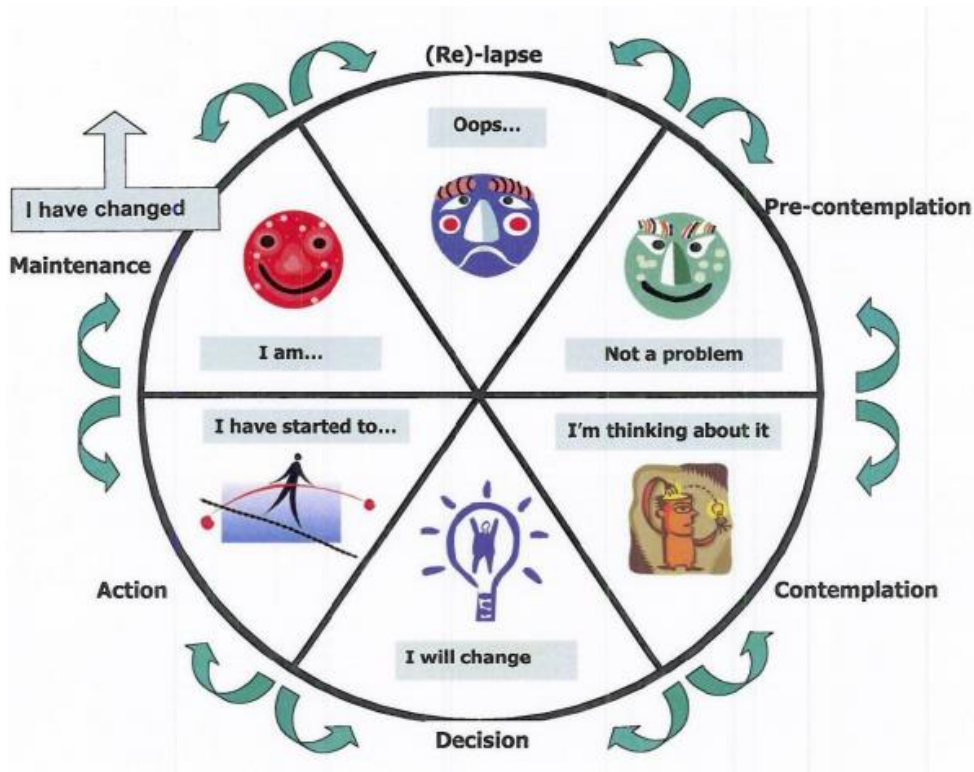 (Re)-lapse
Oops...
I have changed
Pre-contemplation
Maintenance
I am...
Not a problem
I have started to...
I'm thinking about it
Action
Contemplation
I will change
Decision